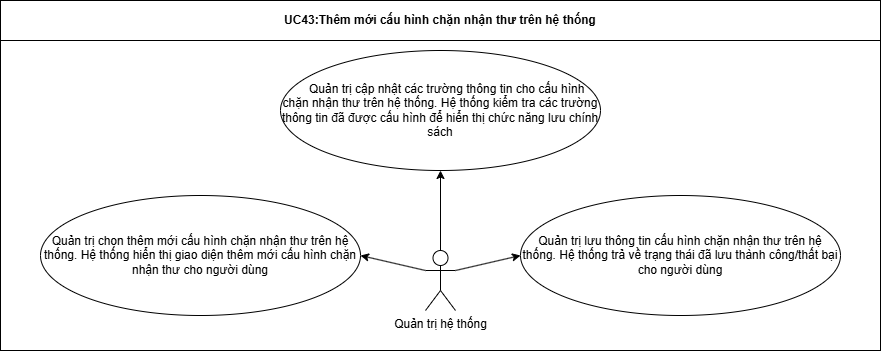 UC43:Thêm mới cấu hình chặn nhận thư trên hệ thống
Quản trị cập nhật các trường thông tin cho cấu hình
chặn nhận thư trên hệ thống. Hệ thống kiểm tra các trường
thông tin đã được cấu hình để hiển thị chức năng lưu chính
sách
Quản trị chọn thêm mới cấu hình chặn nhận thư trên hệ
thống. Hệ thống hiển thị giao diện thêm mới cấu hình chặn
nhận thư cho người dùng
Quản trị lưu thông tin cấu hình chặn nhận thư trên hệ
thống. Hệ thống trả về trạng thái đã lưu thành công/thất bại
cho người dùng
Quản trị hệ thống